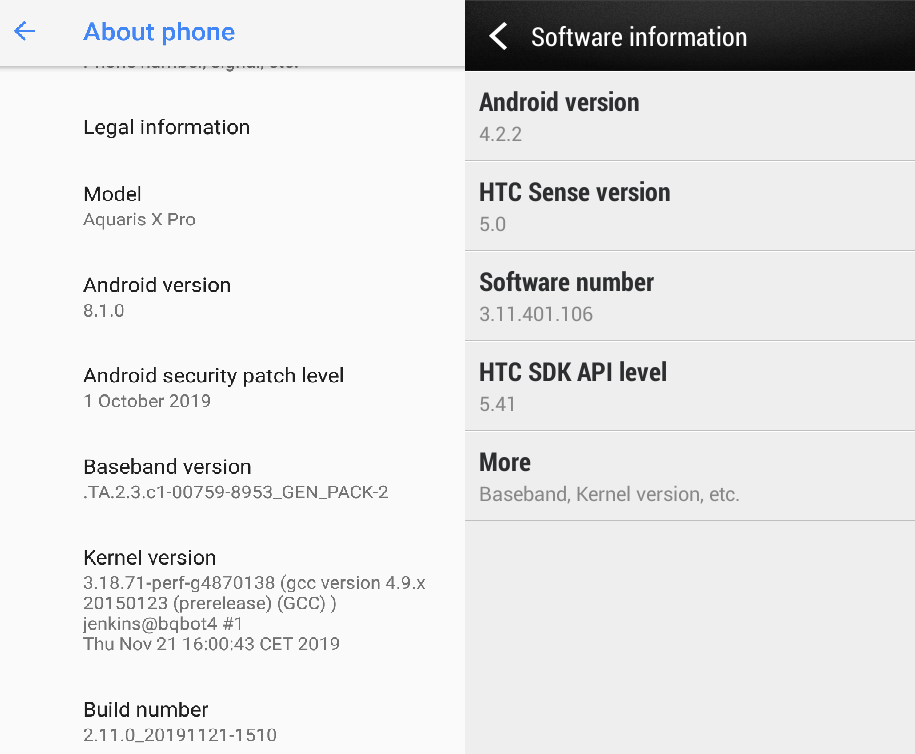 About phone
Phone number, signal, etc.
Legal information
Model
Aquaris X Pro
Android version
8.1.0
Android security patch level
1 October 2019
Baseband version
.TA.2.3.c1-00759-8953_GEN_PACK-2
Kernel version
3.18.71-perf-g4870138 (gcc version 4.9.x
20150123 (prerelease) (GCC) )
jenkins@bqbot4 #1
Thu Nov 21 16:00:43 CET 2019
Build number
2.11.0_20191121-1510
Software information
Android version
4.2.2
HTC Sense version
5.0
Software number
3.11.401.106
HTC SDK API level
5.41
More
Baseband, Kernel version, etc.